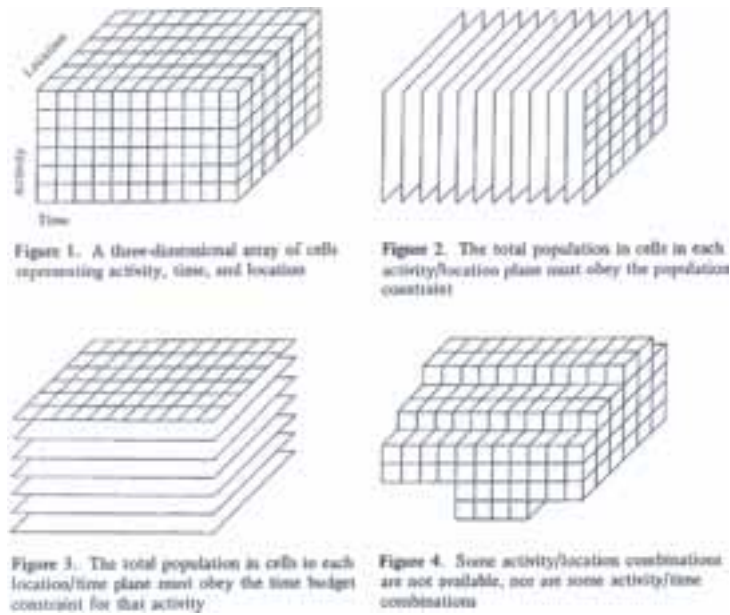 Location
Activity
Time
Figure 1. A three-dimensional array of cells
representing activity, time, and location
Figure 2. The total population in cells in each
activity/location plane must obey the population
constraint
Figure 3. The total population in cells in each
location/time plane must obey the time budget
constraint for that activity
Figure 4. Some activity/location combinations
are not available, nor are some activity/time
combinations